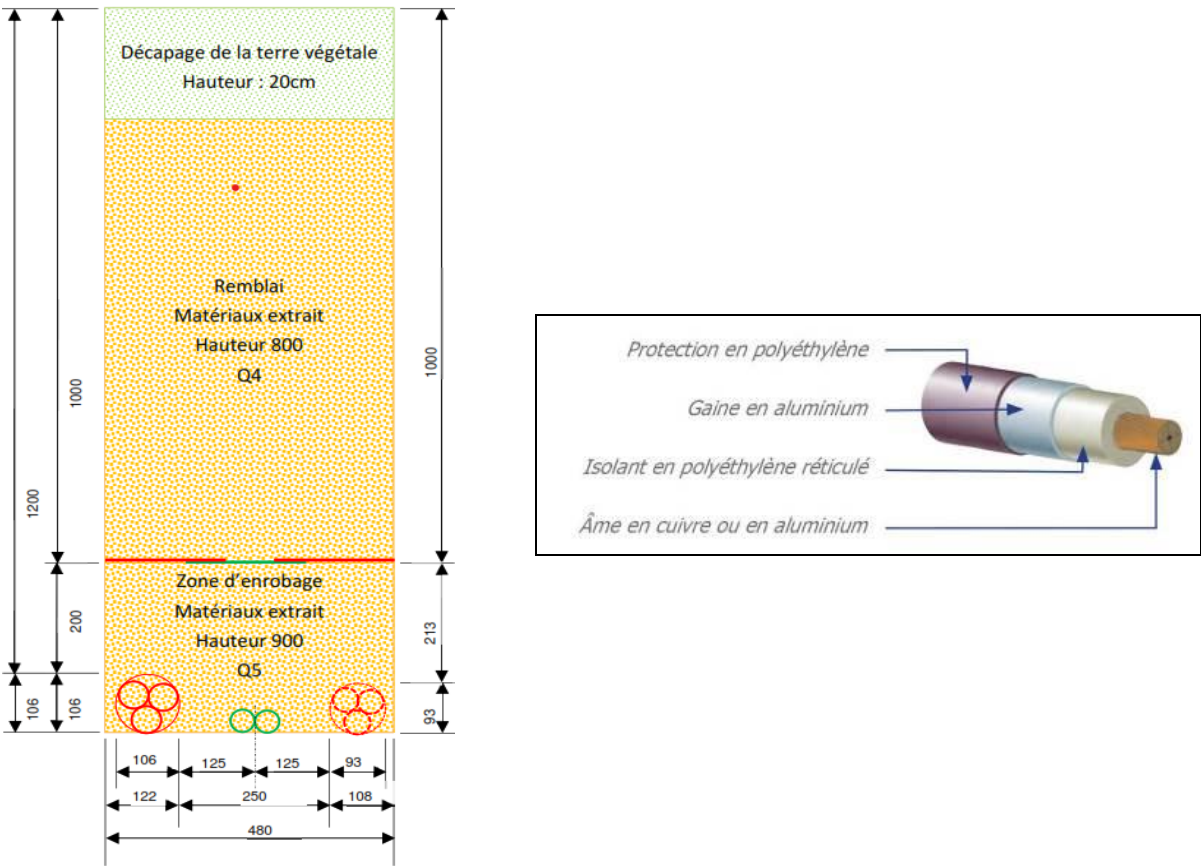 Décapage de la terre végétale
Hauteur : 20cm
Remblai
Matériaux extrait
Hauteur 800
Q4
1000
1200
1000
Zone d'enrobage
Matériaux extrait
Hauteur 900
Q5
200
213
106
106
93
106
125
125
93
122
250
108
480
Protection en polyéthylène
Gaine en aluminium
Isolant en polyéthylène réticulé
Âme en cuivre ou en aluminium